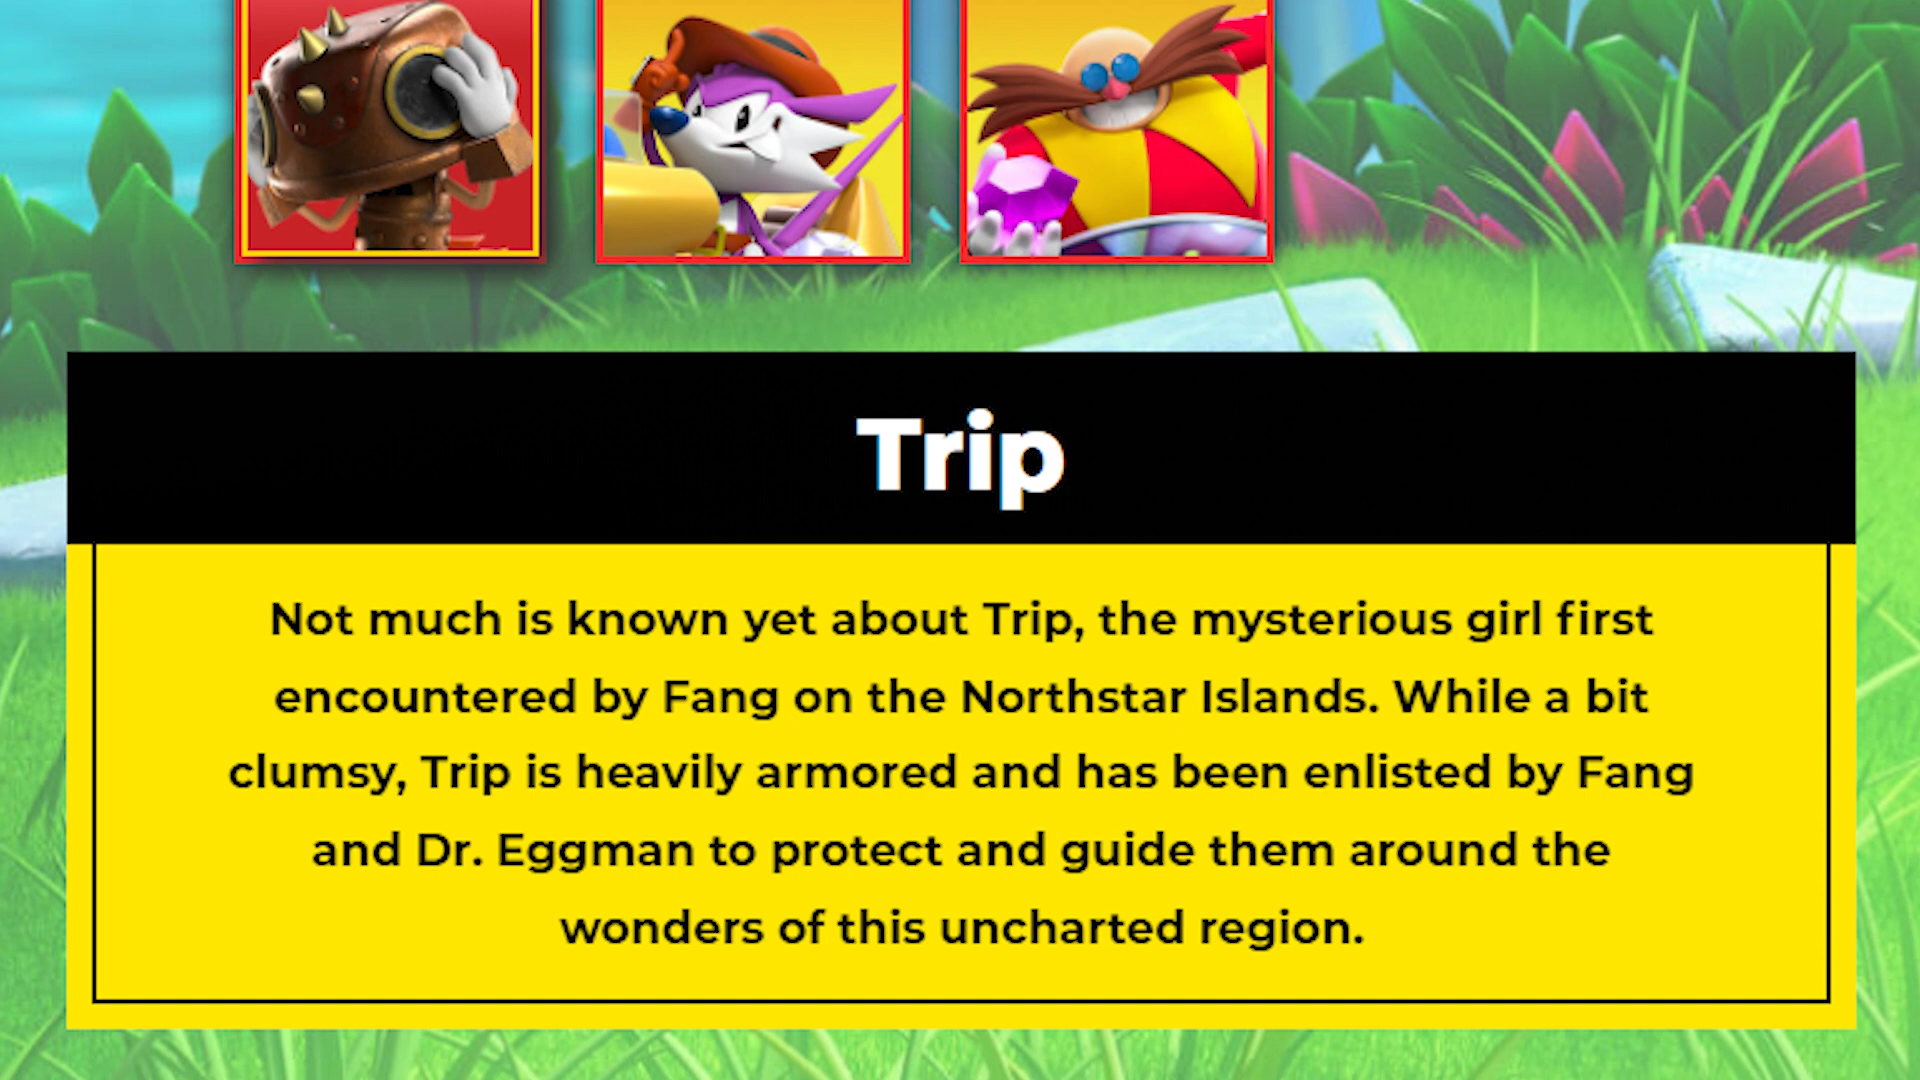 Trip
Not much is known yet about Trip, the mysterious girl first
encountered by Fang on the Northstar Islands. While a bit
clumsy, Trip is heavily armored and has been enlisted by Fang
and Dr. Eggman to protect and guide them around the
wonders of this uncharted region.